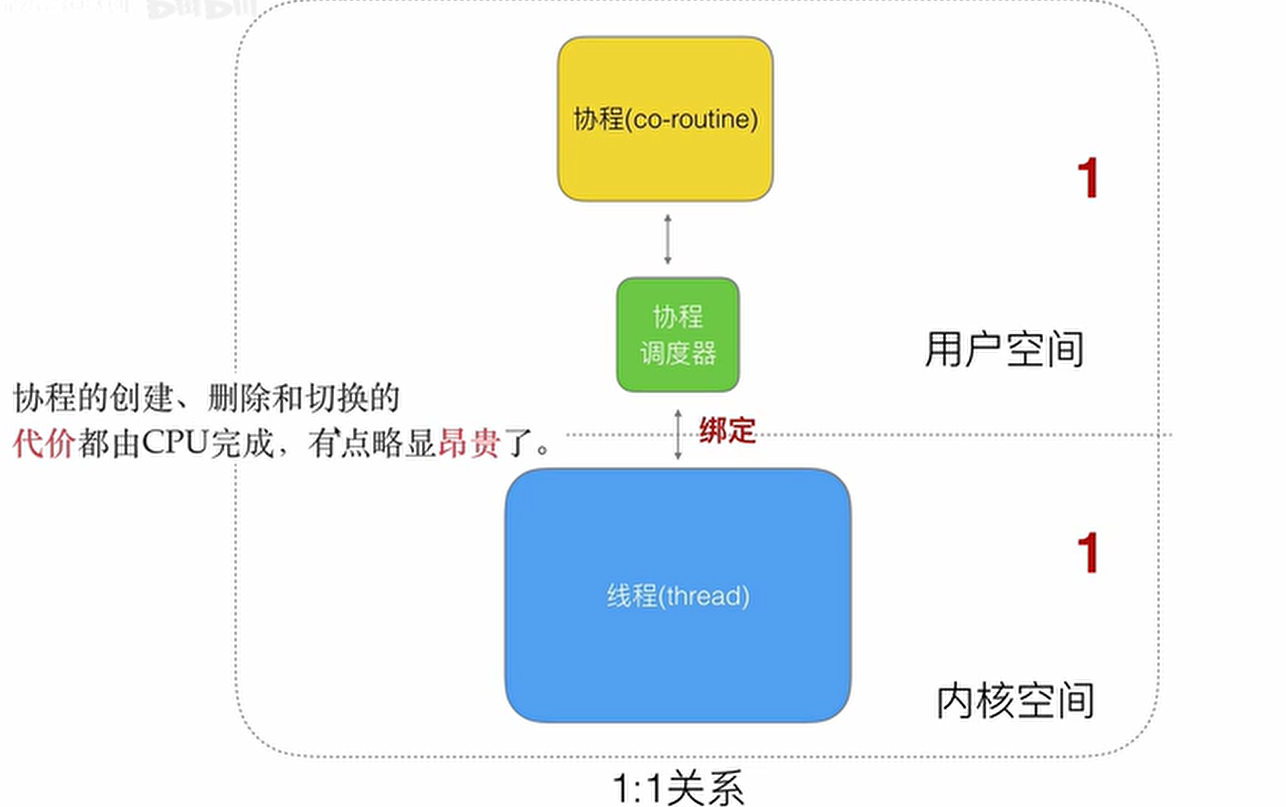 协程(co-routine)
1
协程
调度器
用户空间
协程的创建、删除和切换的
代价都由CPU完成，有点略显昂贵了。
绑定
线程(thread)
1
内核空间
1:1关系